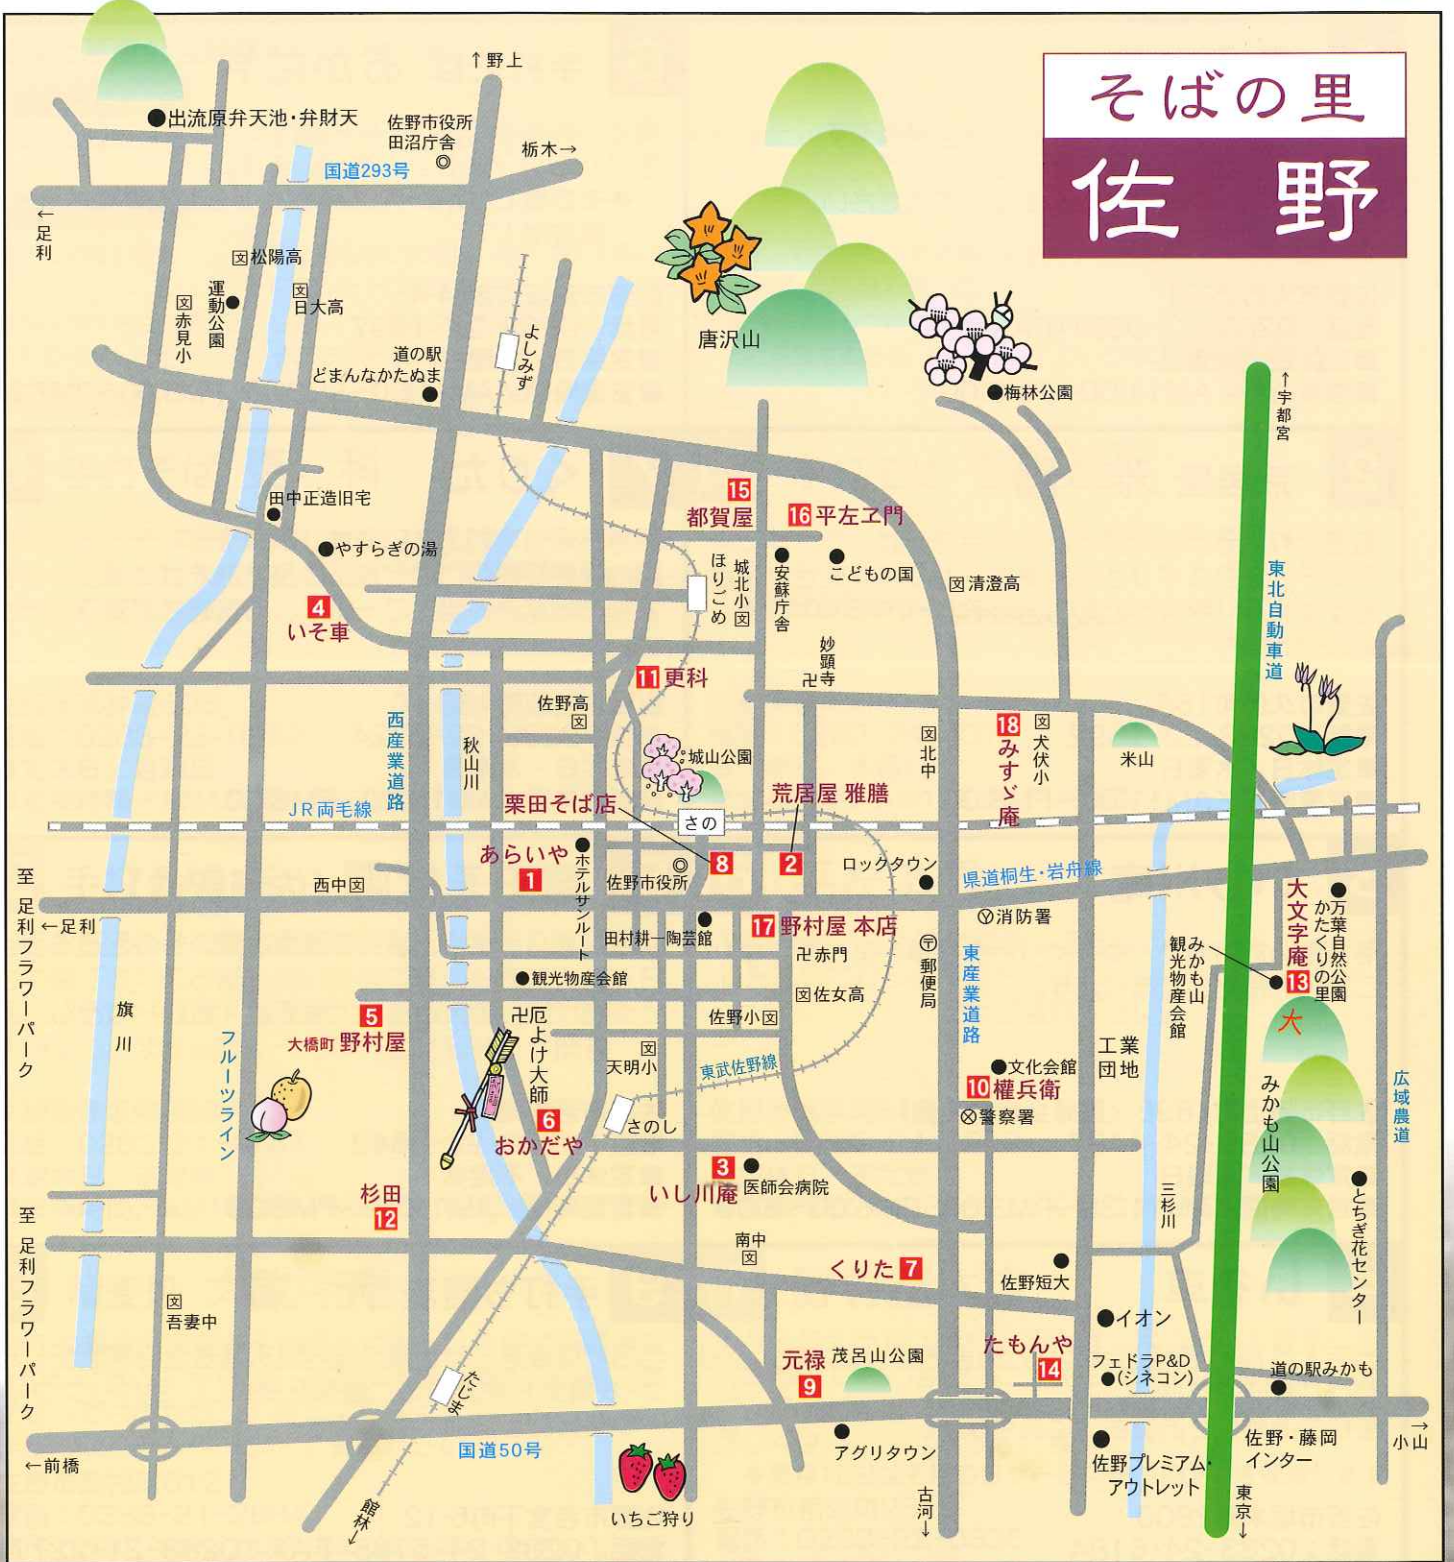 そばの里
佐野
↑野上
●出流原弁天池・弁財天
佐野市役所
田沼庁舎
◎
栃木→
国道293号
←足利
文松陽高
運動公園
文日大高
文赤見小
道の駅
どまんなかたぬま
よしみず
唐沢山
●梅林公園
↑宇都宮
田中正造旧宅
●やすらぎの湯
15
都賀屋
16 平左ヱ門
ほりごめ
城北小文
安蘇庁舎
こどもの国
文清澄高
東北自動車道
4
いそ車
妙顕寺
卍
11 更科
佐野高
文
西産業道路
秋山川
城山公園
文北中
18
みすゞ庵
文犬伏小
米山
JR両毛線
栗田そば店
さの
荒居屋 雅膳
あらいや
1
ホテルサンルート
◎
佐野市役所
8
2
ロックタウン
県道桐生・岩舟線
西中文
至 足利フラワーパーク
←足利
田村耕一陶芸館
17 野村屋 本店
消防署
大文字庵
13
万葉自然公園
かたくりの里
卍赤門
〒郵便局
東産業道路
みかも山
観光物産会館
●観光物産会館
文佐女高
旗川
フルーツライン
5
大橋町 野村屋
卍厄よけ大師
佐野小文
文
天明小
東武佐野線
●文化会館
工業
団地
大
10 權兵衛
警察署
みかも山公園
広域農道
6
おかだや
さのし
3
いし川庵
医師会病院
杉田
12
三杉川
とちぎ花センター
至 足利フラワーパーク
南中
文
くりた 7
佐野短大
文
吾妻中
●イオン
たもんや
14
元禄
9
茂呂山公園
フェドラP&D
●(シネコン)
道の駅みかも
たじま
国道50号
アグリタウン
佐野プレミアム・
アウトレット
佐野・藤岡
インター
→
小山
←前橋
館林→
いちご狩り
古河→
東京→